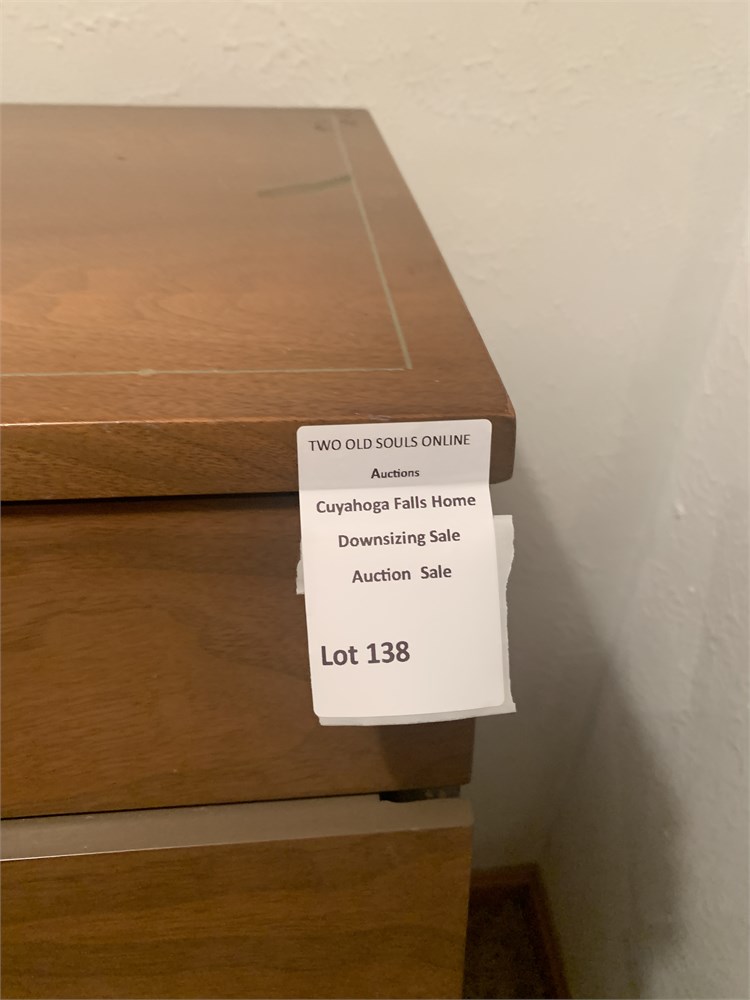 TWO OLD SOULS ONLINE
Auctions
Cuyahoga Falls Home
Downsizing Sale
Auction Sale
Lot 138